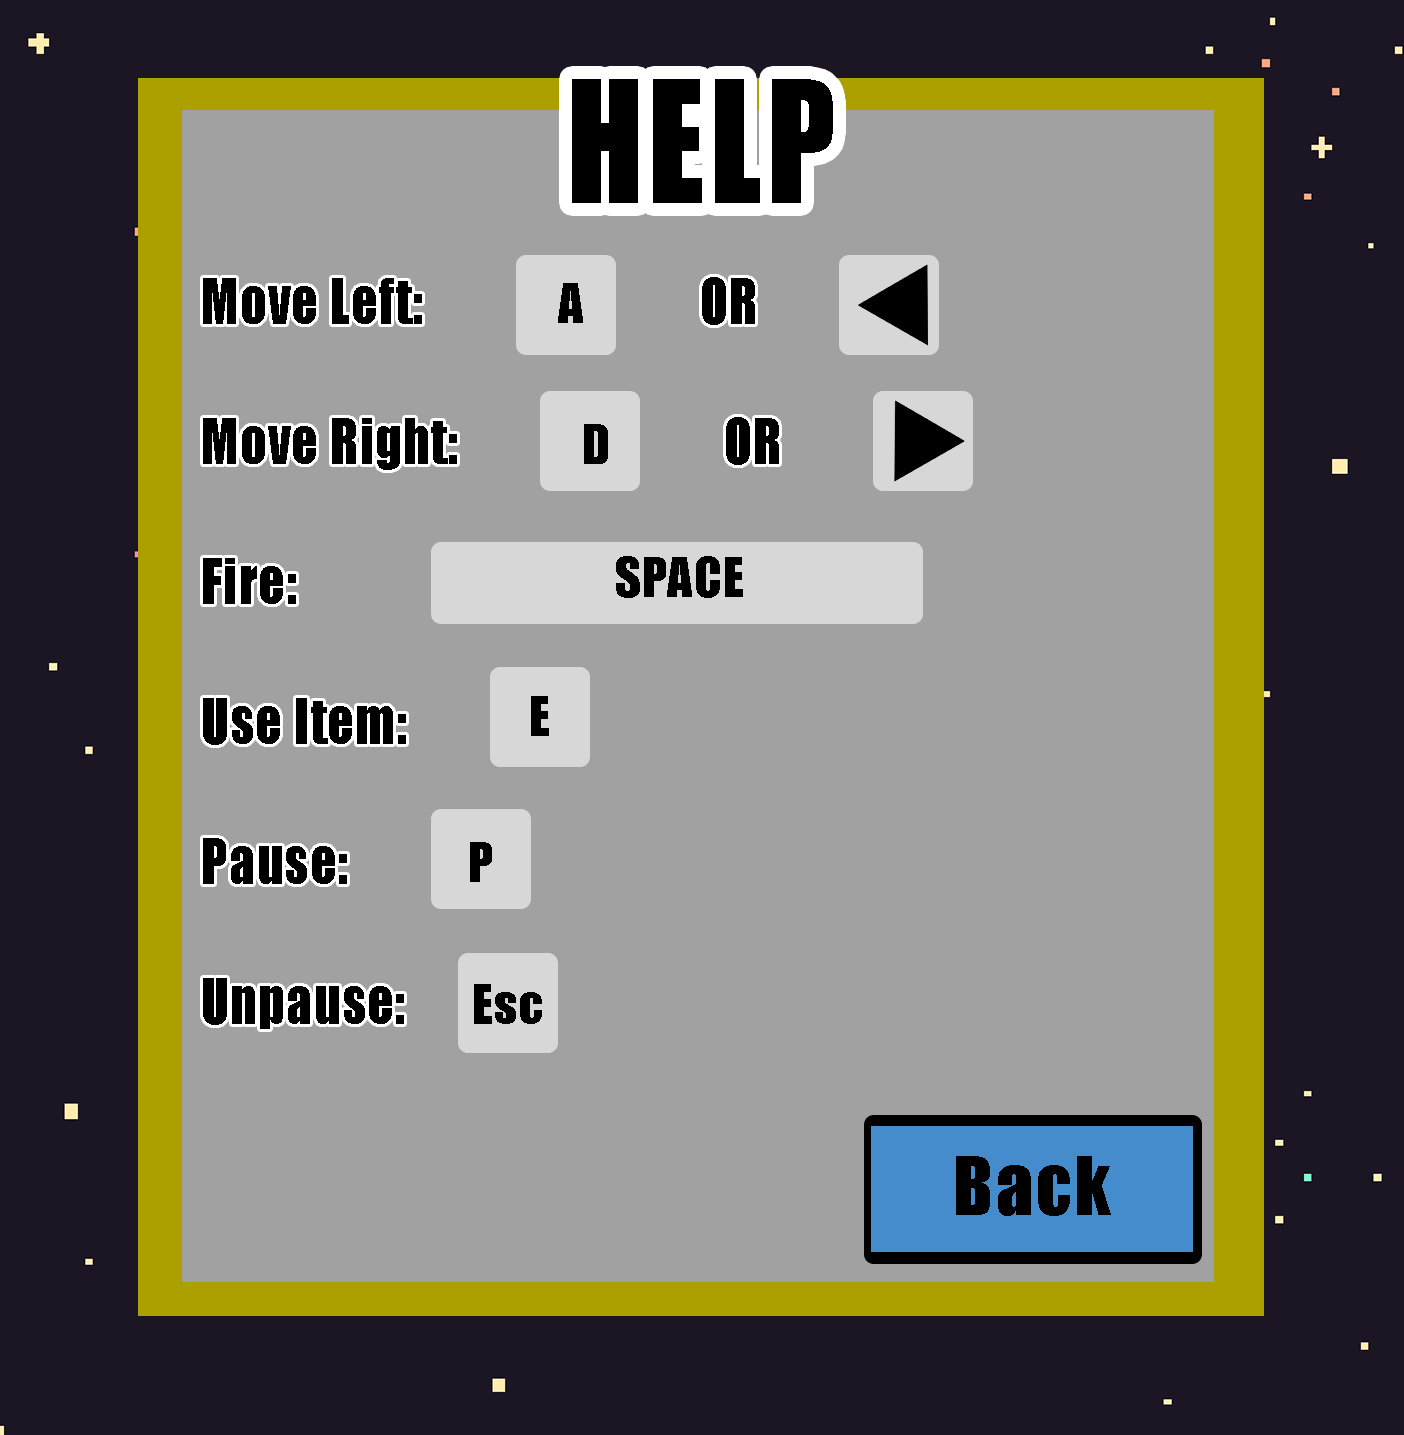 HELP
Move Left: A OR ◀
Move Right: D OR ▶
Fire: SPACE
Use Item: E
Pause: P
Unpause: Esc
Back